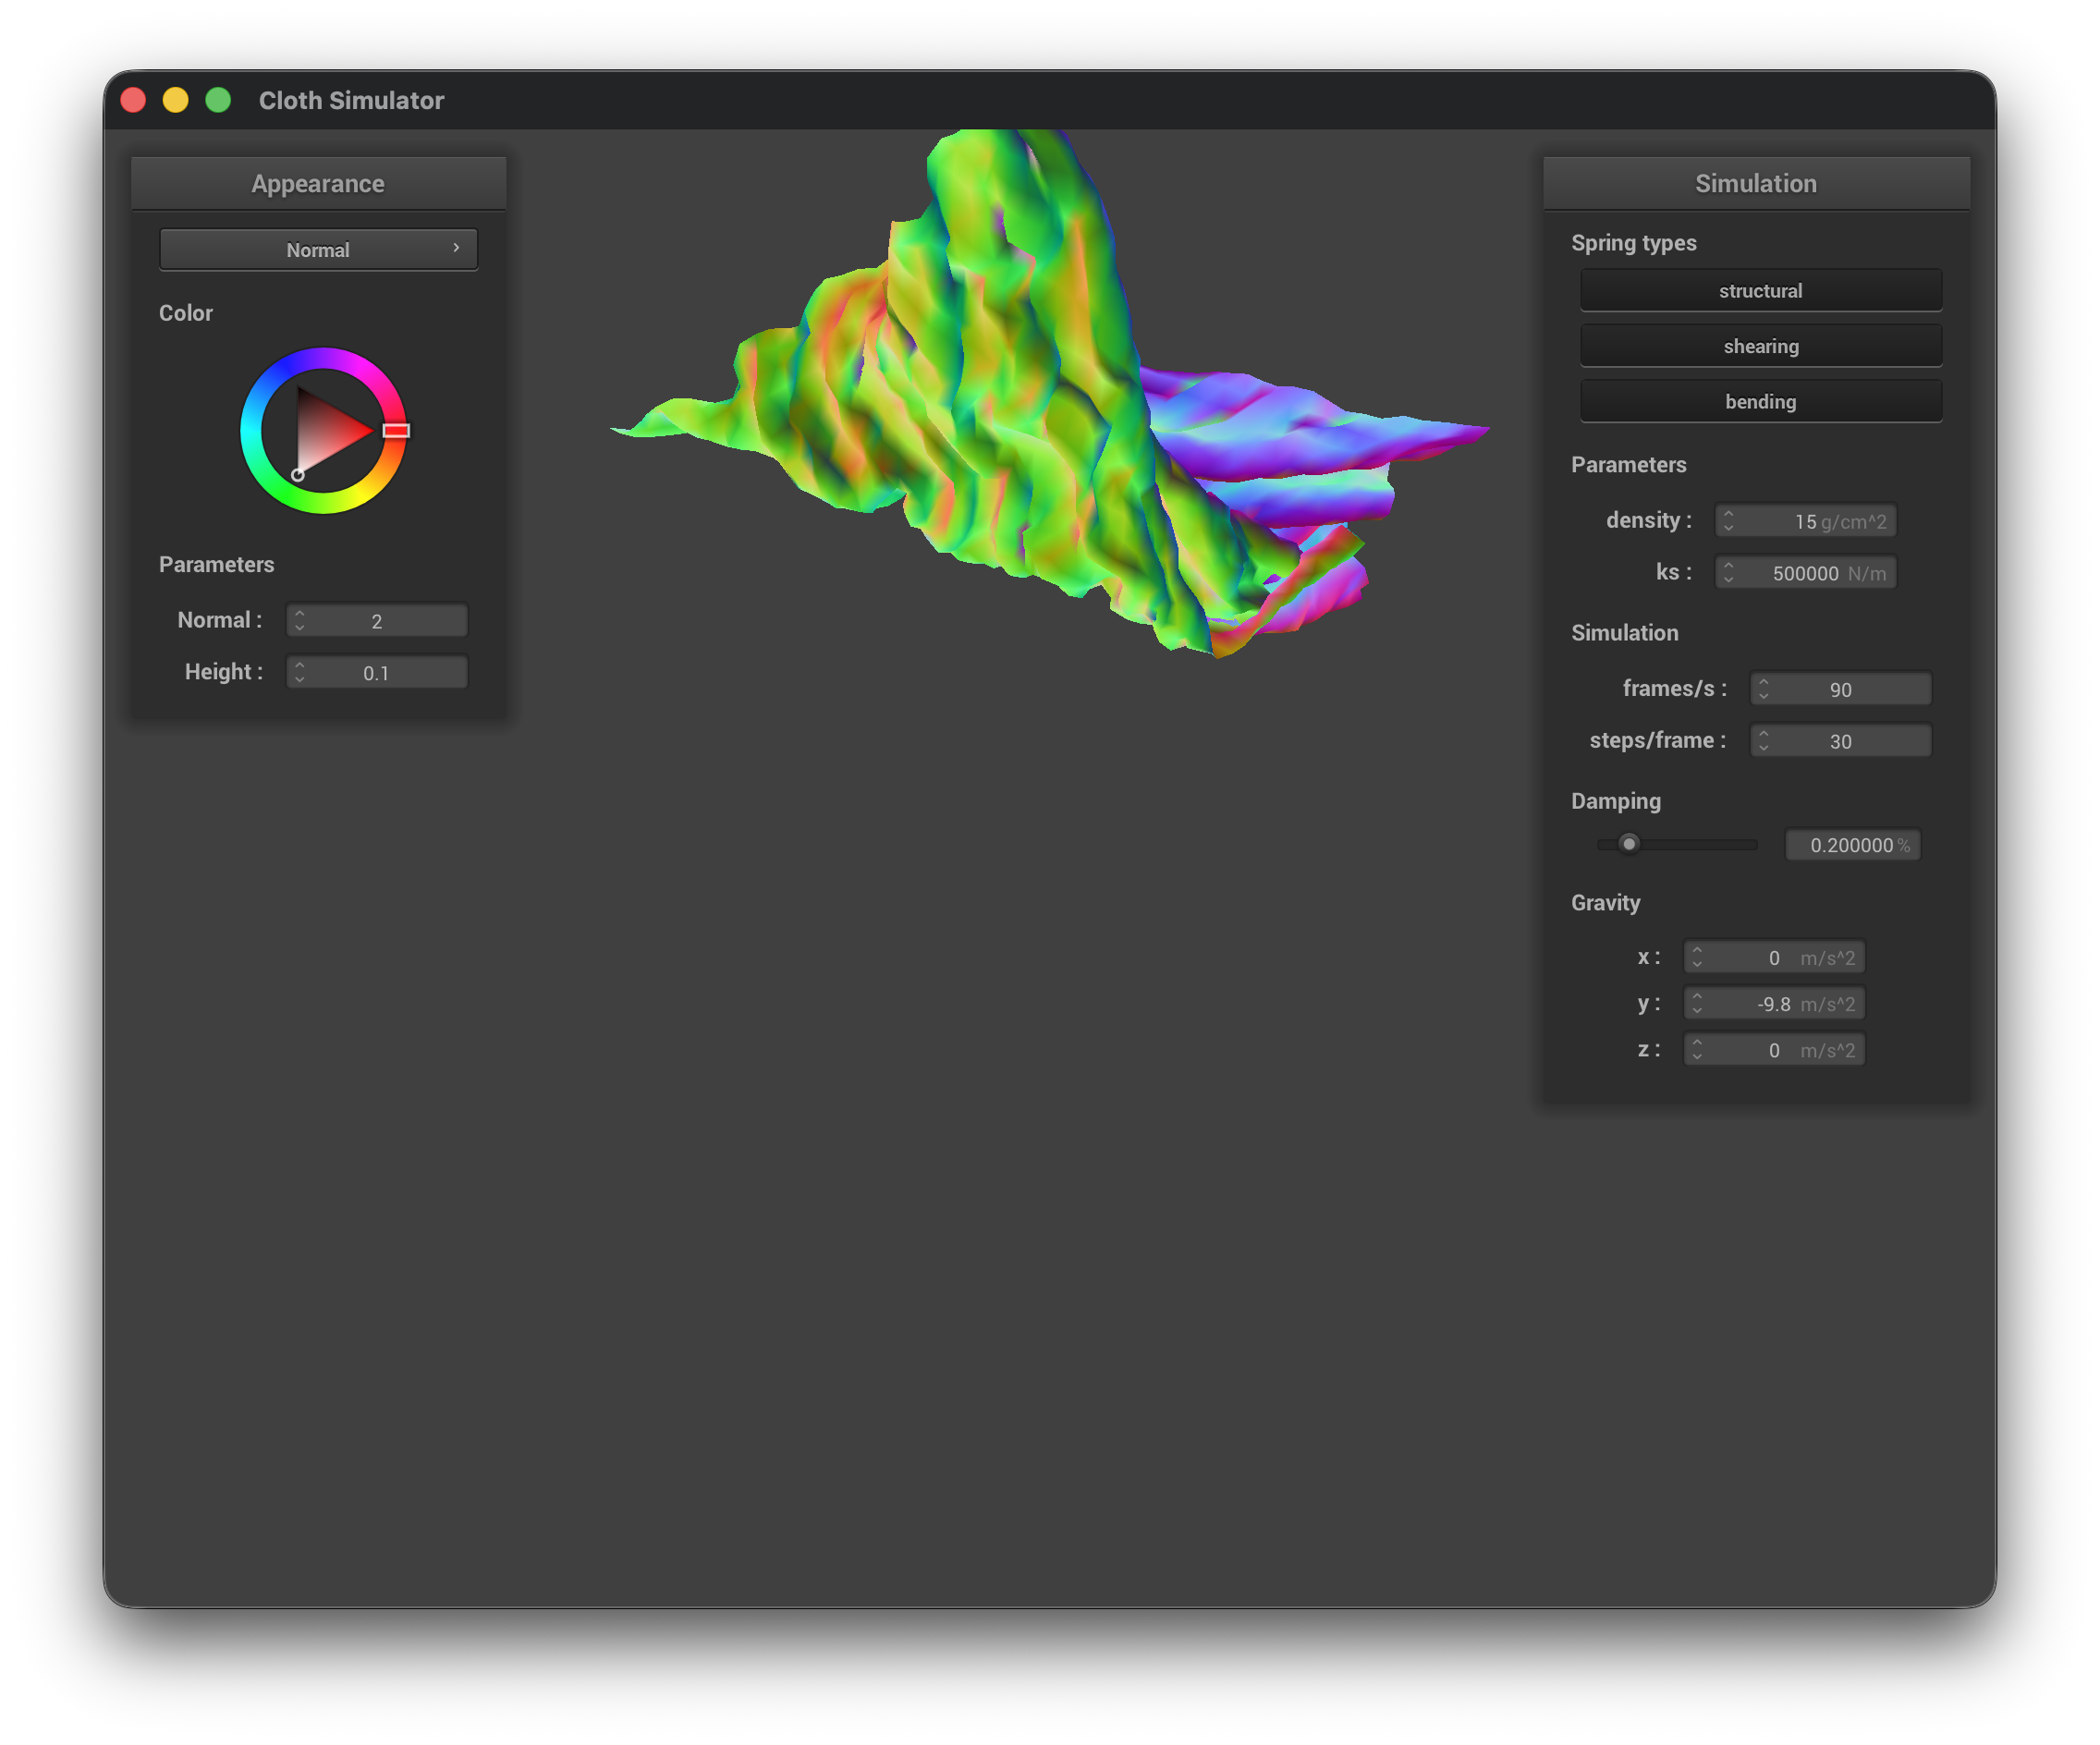 Cloth Simulator
Appearance
Normal
Color
Parameters
Normal :
2
Height :
0.1
Simulation
Spring types
structural
shearing
bending
Parameters
density :
15 g/cm^2
ks :
500000 N/m
Simulation
frames/s :
90
steps/frame :
30
Damping
0.200000 %
Gravity
x :
0 m/s^2
y :
-9.8 m/s^2
z :
0 m/s^2